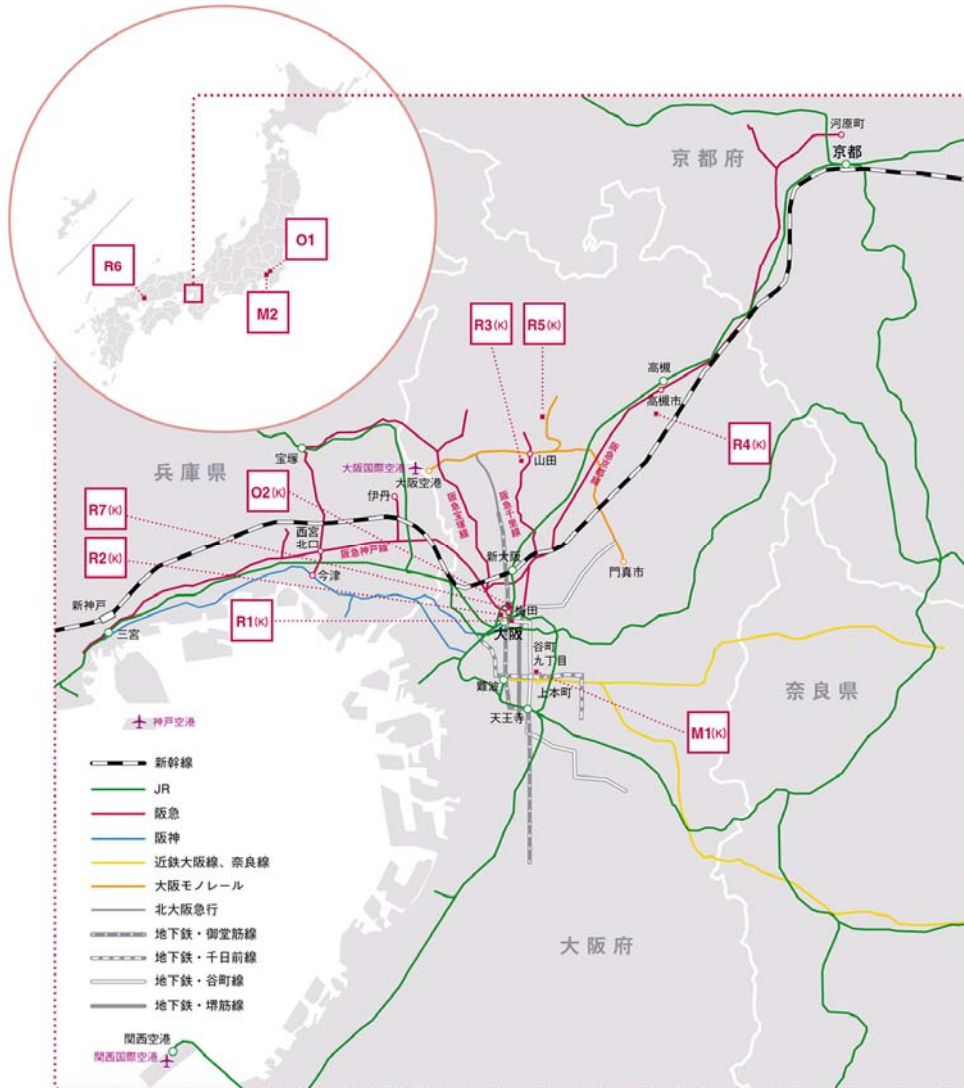 河原町
京都府
京都
O1
R6
M2
R3(K)
R5(K)
高槻
高槻市
阪急京都線
R4(K)
兵庫県
宝塚
大阪国際空港
大阪空港
山田
O2(K)
伊丹
阪急宝塚線
阪急千里線
R7(K)
西宮
北口
阪急神戸線
新大阪
門真市
R2(K)
今津
新神戸
梅田
R1(K)
大阪
三宮
谷町
九丁目
難波
上本町
奈良県
天王寺
M1(K)
神戸空港
新幹線
JR
阪急
阪神
近鉄大阪線、奈良線
大阪モノレール
北大阪急行
地下鉄・御堂筋線
地下鉄・千日前線
地下鉄・谷町線
地下鉄・堺筋線
大阪府
関西空港
関西国際空港